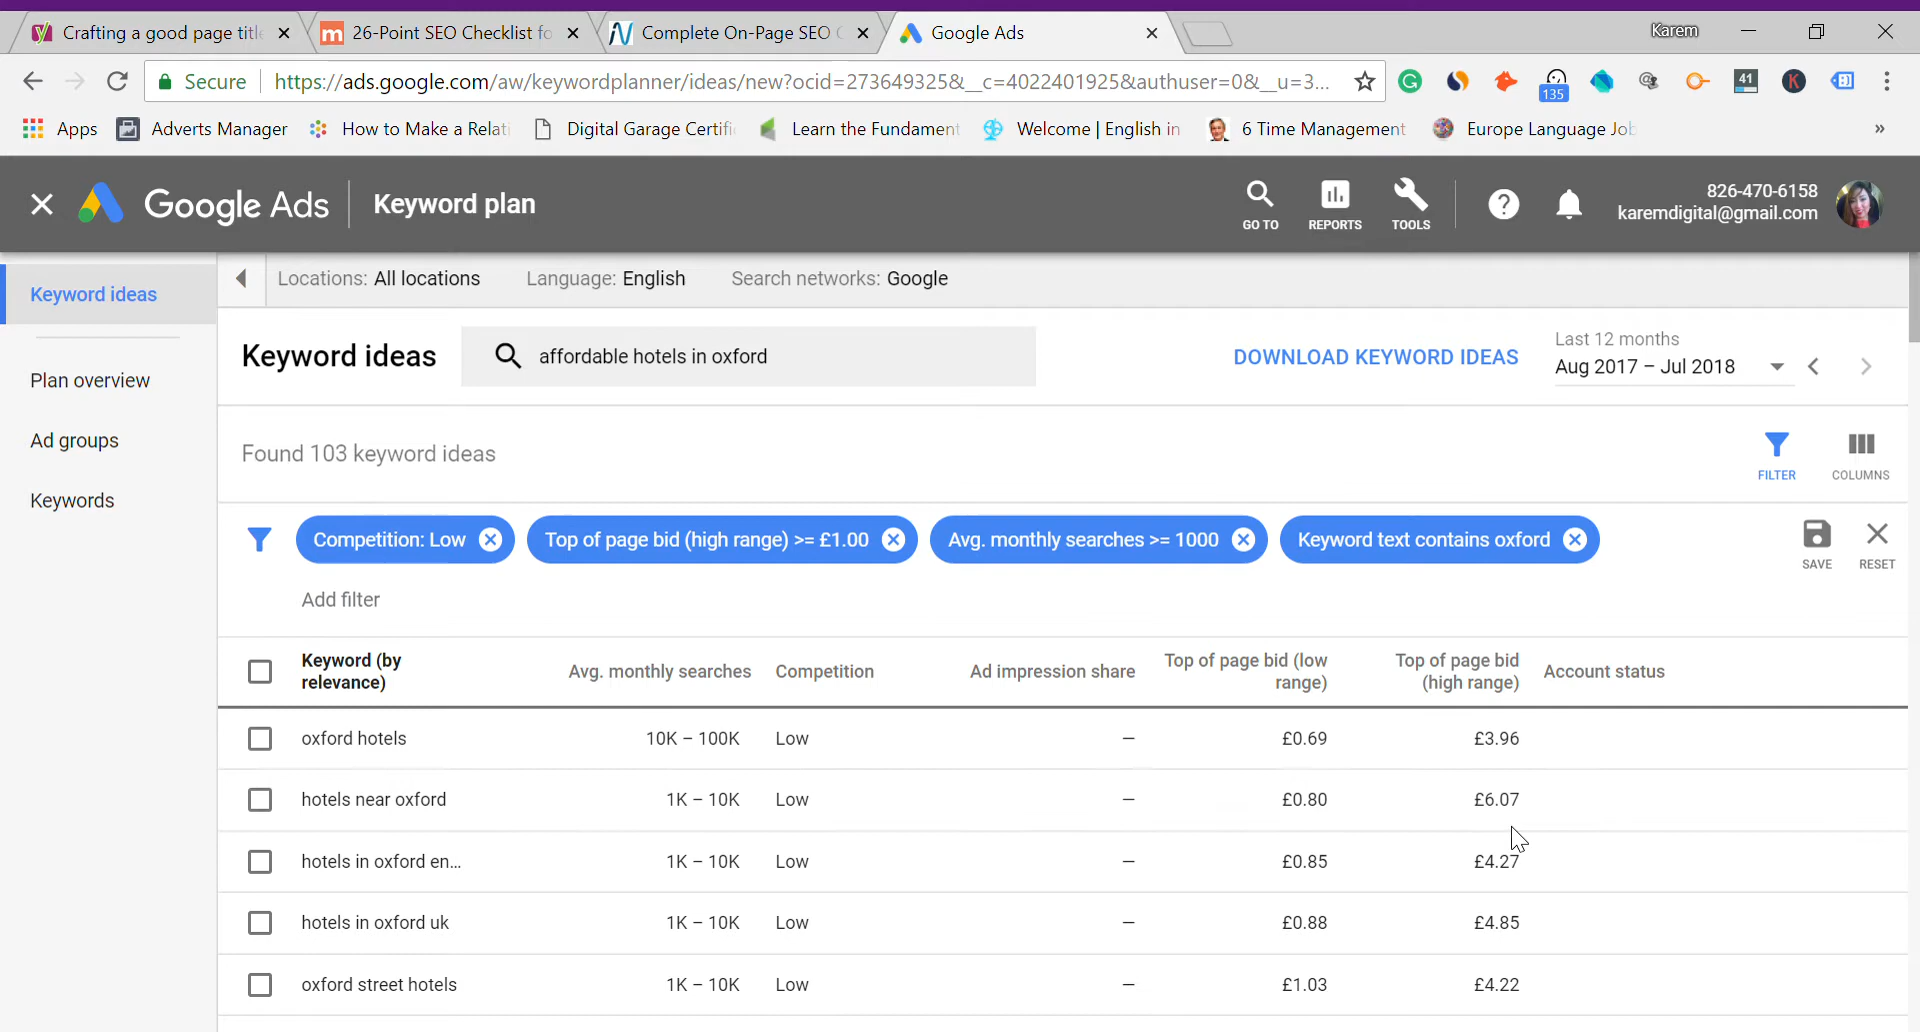 Crafting a good page titl
26-Point SEO Checklist fo
Complete On-Page SEO
Google Ads
Karem
Secure
https://ads.google.com/aw/keywordplanner/ideas/new?ocid=273649325&__c=4022401925&authuser=0&__u=3...
135
41
K
Apps
Adverts Manager
How to Make a Relati
Digital Garage Certifi
Learn the Fundament
Welcome | English in
6 Time Management
Europe Language Job
»
Google Ads
Keyword plan
GO TO
REPORTS
TOOLS
826-470-6158
karemdigital@gmail.com
Keyword ideas
Plan overview
Ad groups
Keywords
Locations: All locations
Language: English
Search networks: Google
Keyword ideas
affordable hotels in oxford
DOWNLOAD KEYWORD IDEAS
Last 12 months
Aug 2017 – Jul 2018
Found 103 keyword ideas
FILTER
COLUMNS
Competition: Low
Top of page bid (high range) >= £1.00
Avg. monthly searches >= 1000
Keyword text contains oxford
SAVE
RESET
Add filter
Keyword (by
relevance)
Avg. monthly searches
Competition
Ad impression share
Top of page bid (low
range)
Top of page bid
(high range)
Account status
oxford hotels 10K – 100K Low – £0.69 £3.96
hotels near oxford 1K – 10K Low – £0.80 £6.07
hotels in oxford en... 1K – 10K Low – £0.85 £4.27
hotels in oxford uk 1K – 10K Low – £0.88 £4.85
oxford street hotels 1K – 10K Low – £1.03 £4.22